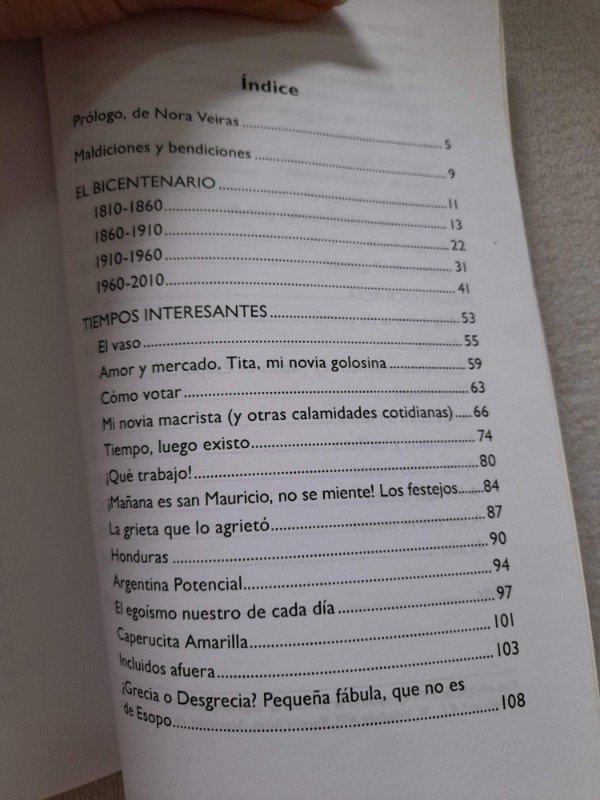 Índice
Prólogo, de Nora Veiras ........ 5
Maldiciones y bendiciones ........ 9
EL BICENTENARIO ........ 11
1810-1860 ........ 13
1860-1910 ........ 22
1910-1960 ........ 31
1960-2010 ........ 41
TIEMPOS INTERESANTES ........ 53
El vaso ........ 55
Amor y mercado. Tita, mi novia golosina ........ 59
Cómo votar ........ 63
Mi novia macrista (y otras calamidades cotidianas) ..... 66
Tiempo, luego existo ........ 74
¡Qué trabajo! ........ 80
¡Mañana es san Mauricio, no se miente! Los festejos ....... 84
La grieta que lo agrietó ........ 87
Honduras ........ 90
Argentina Potencial ........ 94
El egoísmo nuestro de cada día ........ 97
Caperucita Amarilla ........ 101
Incluidos afuera ........ 103
¿Grecia o Desgrecia? Pequeña fábula, que no es
de Esopo ........ 108